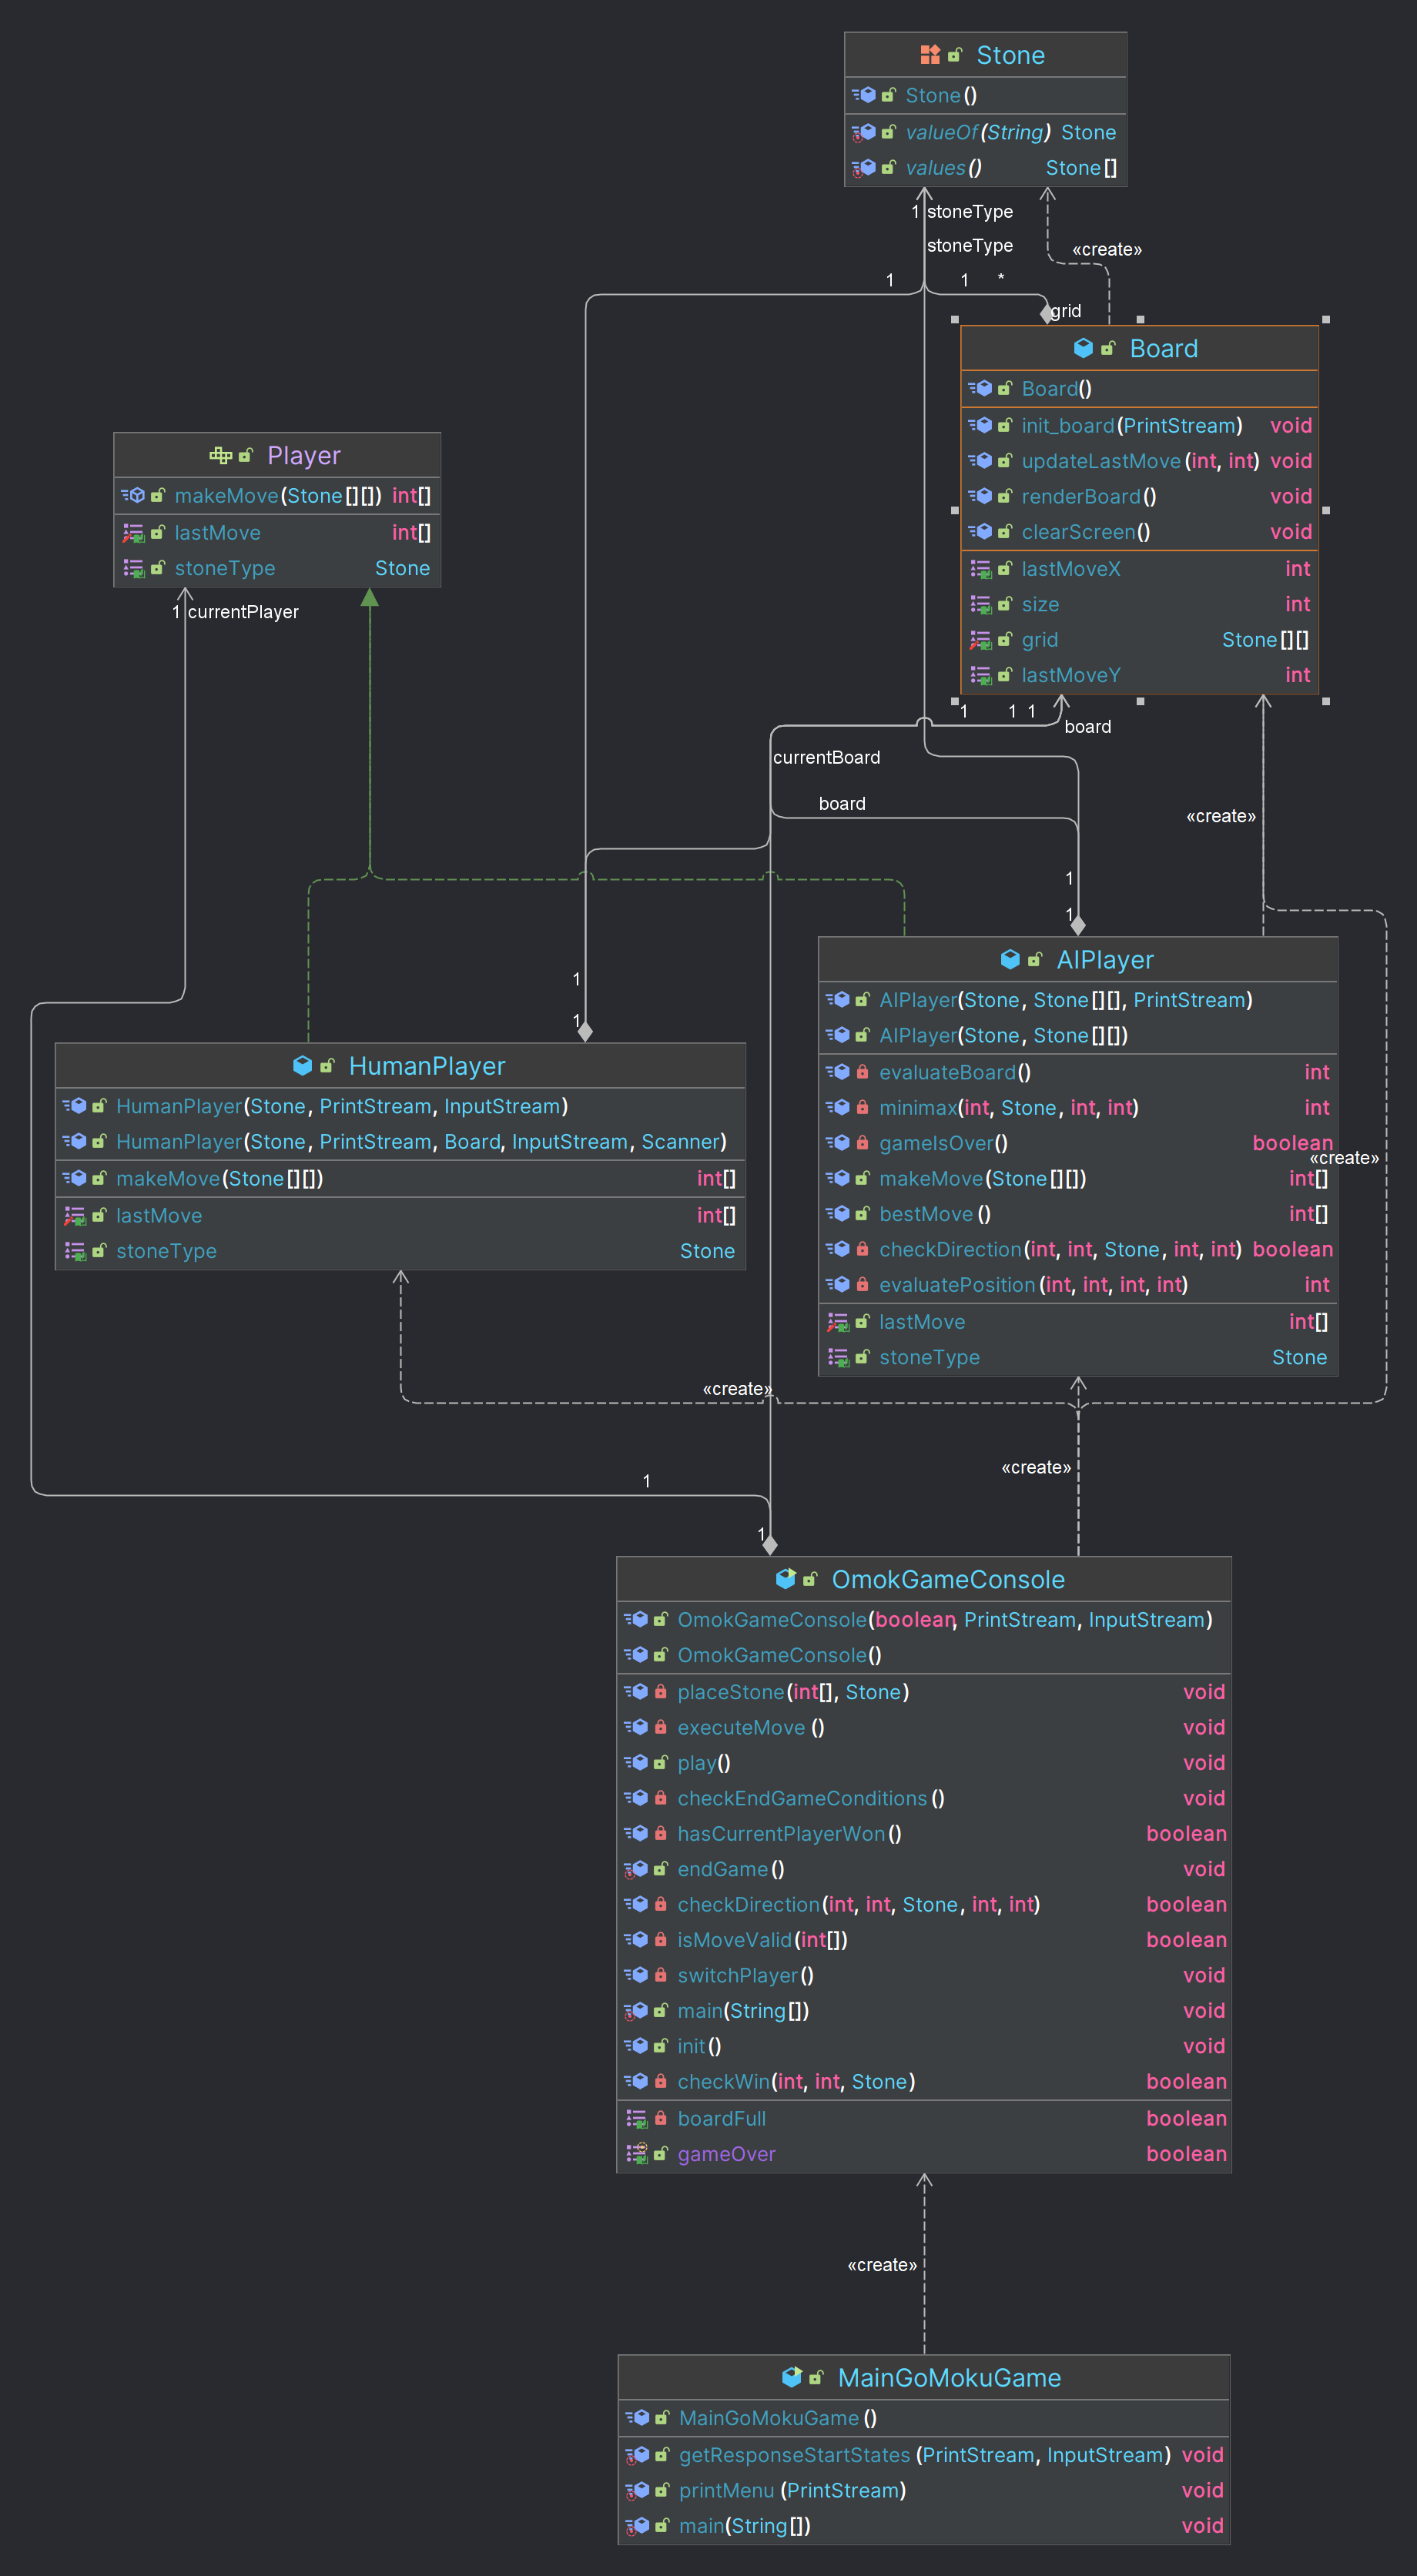 Stone
Stone()
valueOf(String) Stone
values() Stone[]
1 stoneType
stoneType
«create»
1 1 *
grid
Board
Board()
init_board(PrintStream) void
updateLastMove(int, int) void
renderBoard() void
clearScreen() void
lastMoveX int
size int
grid Stone[][]
lastMoveY int
Player
makeMove(Stone[][]) int[]
lastMove int[]
stoneType Stone
1 currentPlayer
1 1 1
board
currentBoard
board
«create»
1
1
AIPlayer
AIPlayer(Stone, Stone[][], PrintStream)
AIPlayer(Stone, Stone[][])
evaluateBoard() int
minimax(int, Stone, int, int) int
gameIsOver() boolean
«create»
makeMove(Stone[][]) int[]
bestMove() int[]
checkDirection(int, int, Stone, int, int) boolean
evaluatePosition(int, int, int, int) int
lastMove int[]
stoneType Stone
1
1
HumanPlayer
HumanPlayer(Stone, PrintStream, InputStream)
HumanPlayer(Stone, PrintStream, Board, InputStream, Scanner)
makeMove(Stone[][]) int[]
lastMove int[]
stoneType Stone
«create»
«create»
1
1
OmokGameConsole
OmokGameConsole(boolean, PrintStream, InputStream)
OmokGameConsole()
placeStone(int[], Stone) void
executeMove() void
play() void
checkEndGameConditions() void
hasCurrentPlayerWon() boolean
endGame() void
checkDirection(int, int, Stone, int, int) boolean
isMoveValid(int[]) boolean
switchPlayer() void
main(String[]) void
init() void
checkWin(int, int, Stone) boolean
boardFull boolean
gameOver boolean
«create»
MainGoMokuGame
MainGoMokuGame()
getResponseStartStates(PrintStream, InputStream) void
printMenu(PrintStream) void
main(String[]) void